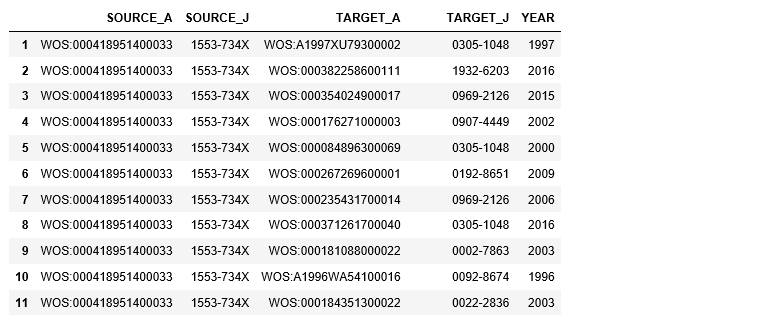 SOURCE_A SOURCE_J TARGET_A TARGET_J YEAR
1 WOS:000418951400033 1553-734X WOS:A1997XU79300002 0305-1048 1997
2 WOS:000418951400033 1553-734X WOS:000382258600111 1932-6203 2016
3 WOS:000418951400033 1553-734X WOS:000354024900017 0969-2126 2015
4 WOS:000418951400033 1553-734X WOS:000176271000003 0907-4449 2002
5 WOS:000418951400033 1553-734X WOS:000084896300069 0305-1048 2000
6 WOS:000418951400033 1553-734X WOS:000267269600001 0192-8651 2009
7 WOS:000418951400033 1553-734X WOS:000235431700014 0969-2126 2006
8 WOS:000418951400033 1553-734X WOS:000371261700040 0305-1048 2016
9 WOS:000418951400033 1553-734X WOS:000181088000022 0002-7863 2003
10 WOS:000418951400033 1553-734X WOS:A1996WA54100016 0092-8674 1996
11 WOS:000418951400033 1553-734X WOS:000184351300022 0022-2836 2003